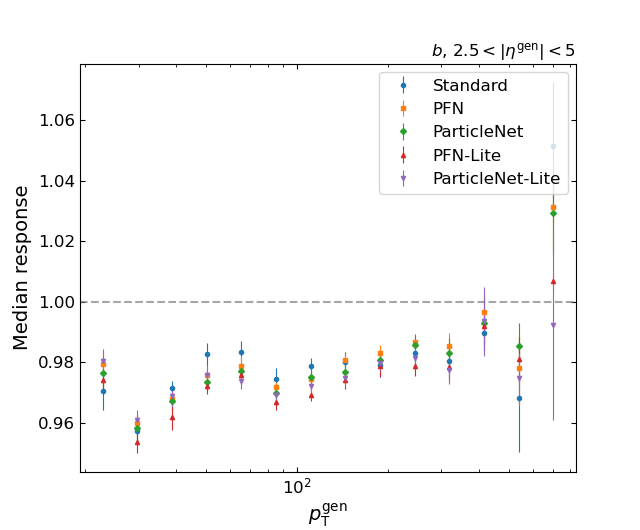 b, 2.5 < |η^gen| < 5
Standard
PFN
ParticleNet
PFN-Lite
ParticleNet-Lite
Median response
1.06
1.04
1.02
1.00
0.98
0.96
10^2
p_T^gen